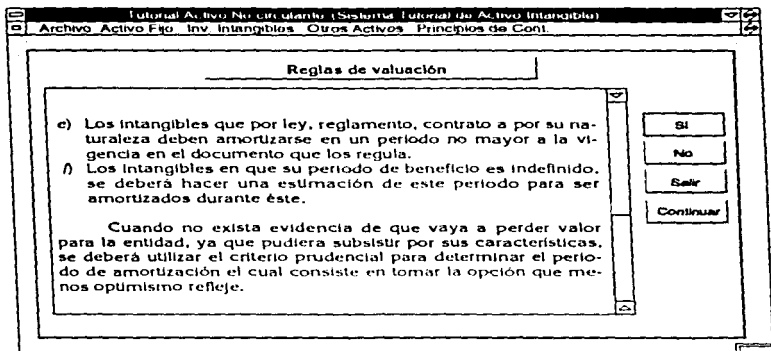 Tutorial Activo No circulante (Sistema Tutorial de Activo Intangible)
Archivo Activo Fijo Inv. Intangibles Otros Activos Principios de Cont.
Reglas de valuación
e) Los intangibles que por ley, reglamento, contrato a por su na-
turaleza deben amortizarse en un periodo no mayor a la vi-
gencia en el documento que los regula.
f) Los intangibles en que su periodo de beneficio es indefinido,
se deberá hacer una estimación de este periodo para ser
amortizados durante éste.
Cuando no exista evidencia de que vaya a perder valor
para la entidad, ya que pudiera subsistir por sus características,
se deberá utilizar el criterio prudencial para determinar el perio-
do de amortización el cual consiste en tomar la opción que me-
nos optimismo refleje.
Si
No
Salir
Continuar